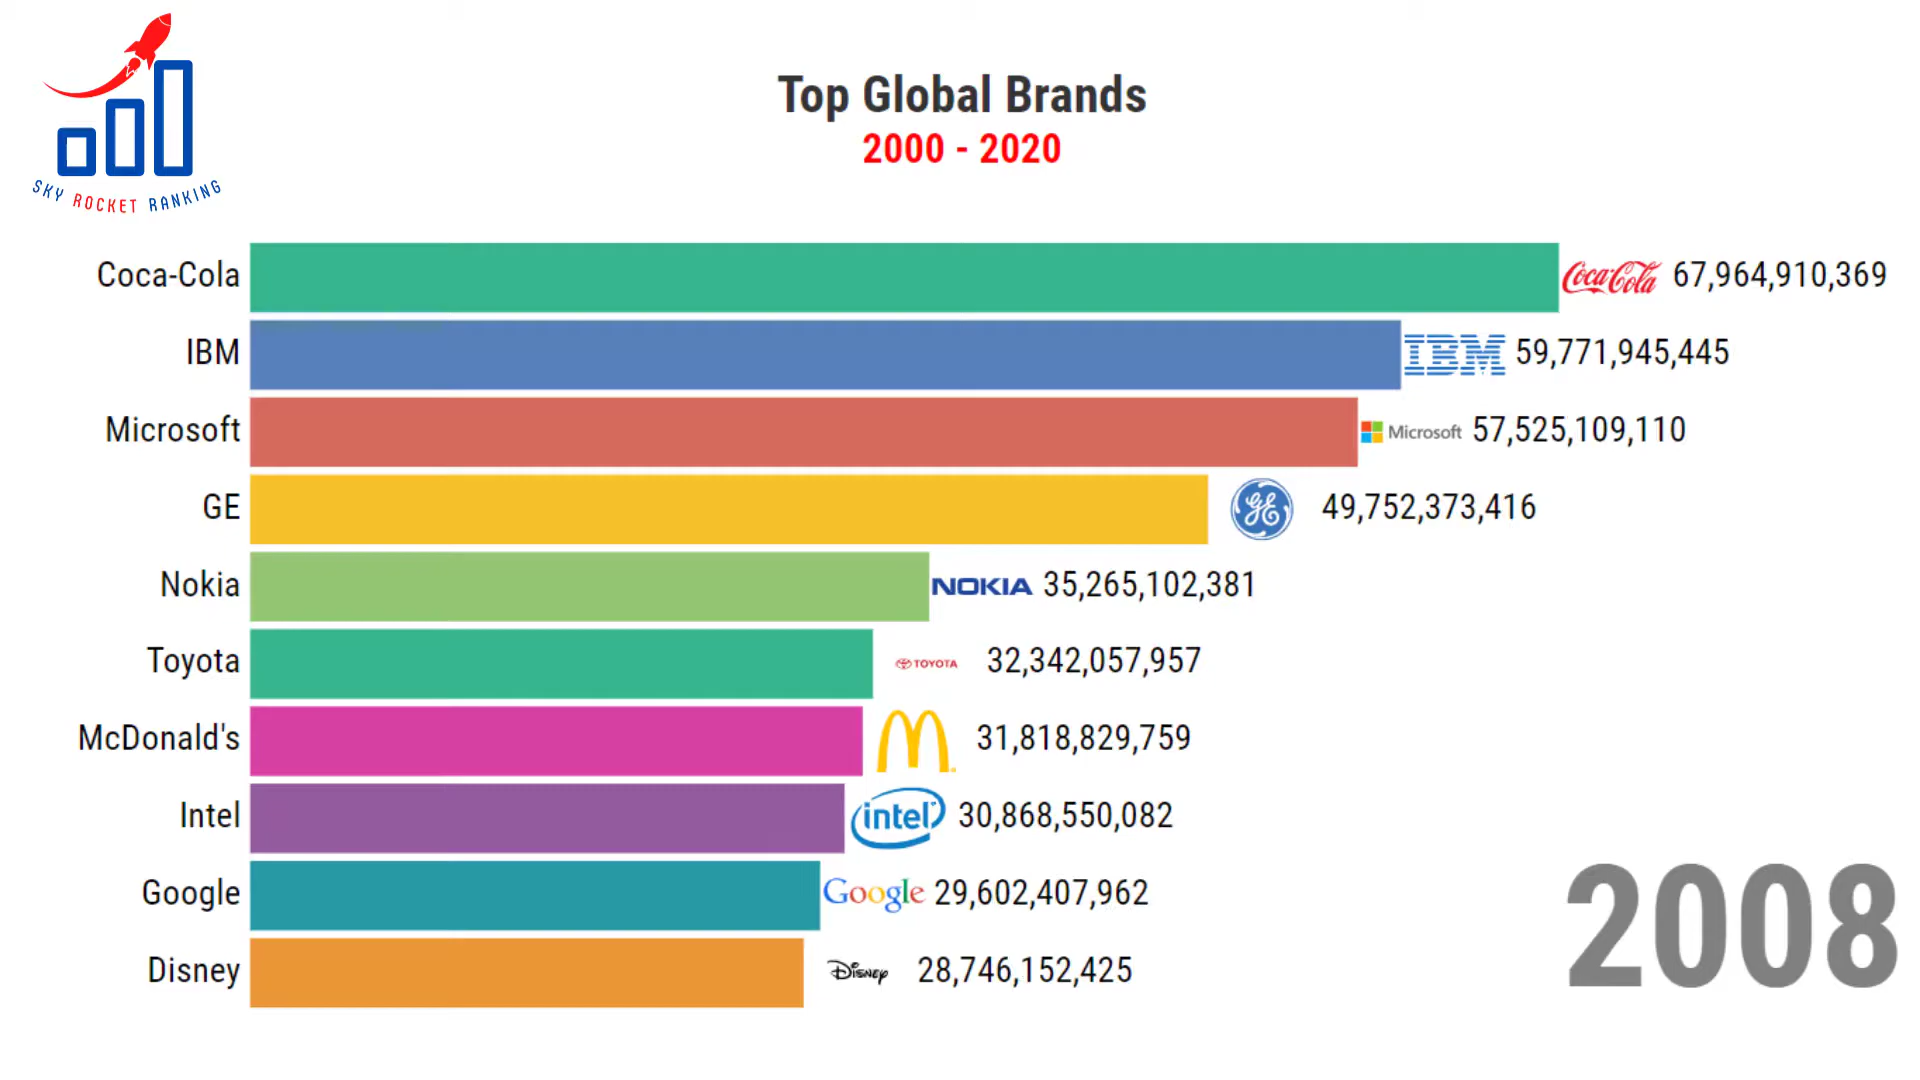 SKY ROCKET RANKING
Top Global Brands
2000 - 2020
Coca-Cola Coca-Cola 67,964,910,369
IBM IBM 59,771,945,445
Microsoft Microsoft 57,525,109,110
GE GE 49,752,373,416
Nokia NOKIA 35,265,102,381
Toyota TOYOTA 32,342,057,957
McDonald's 31,818,829,759
Intel intel 30,868,550,082
Google Google 29,602,407,962
Disney Disney 28,746,152,425
2008